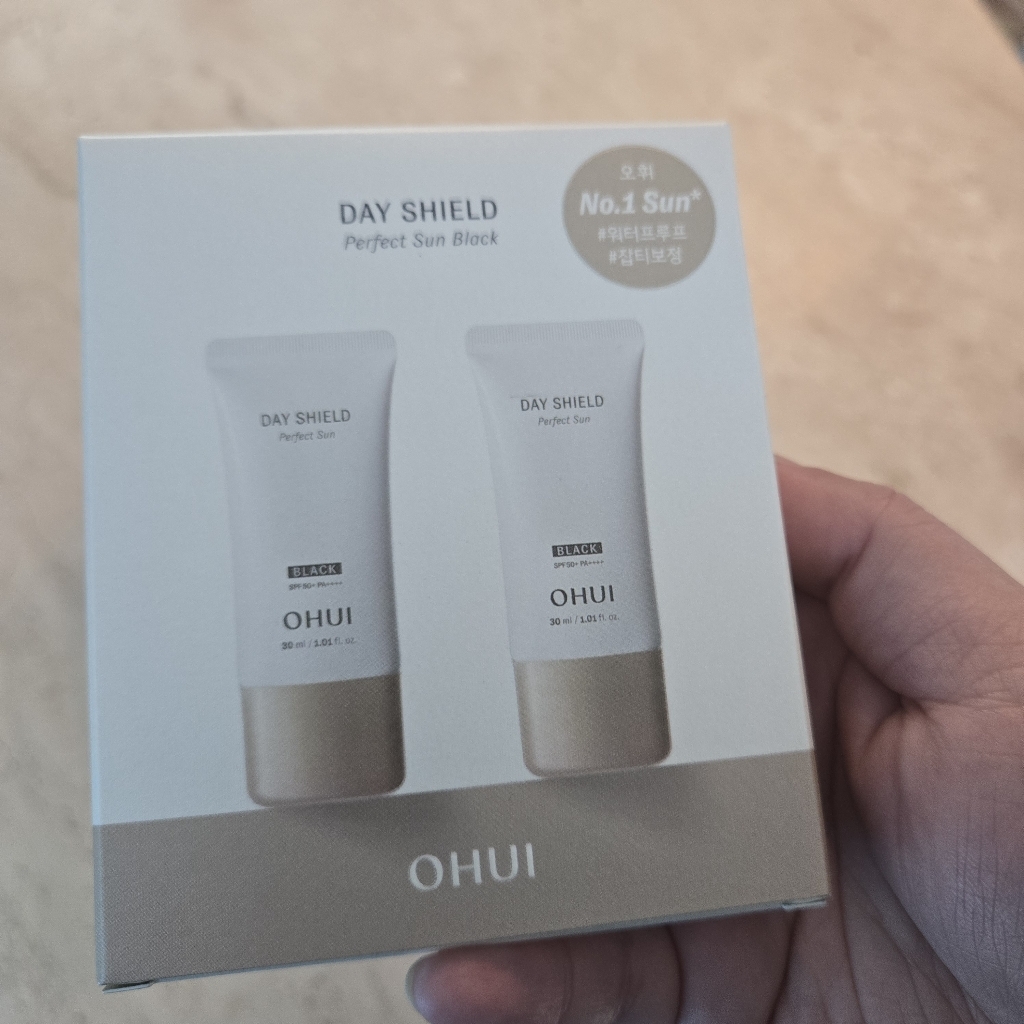 DAY SHIELD
Perfect Sun Black
오휘
No.1 Sun*
#워터프루프
#잡티보정
DAY SHIELD
Perfect Sun
BLACK
SPF50+ PA++++
OHUI
30 ml / 1.01 fl. oz.
DAY SHIELD
Perfect Sun
BLACK
SPF50+ PA++++
OHUI
30 ml / 1.01 fl. oz.
OHUI